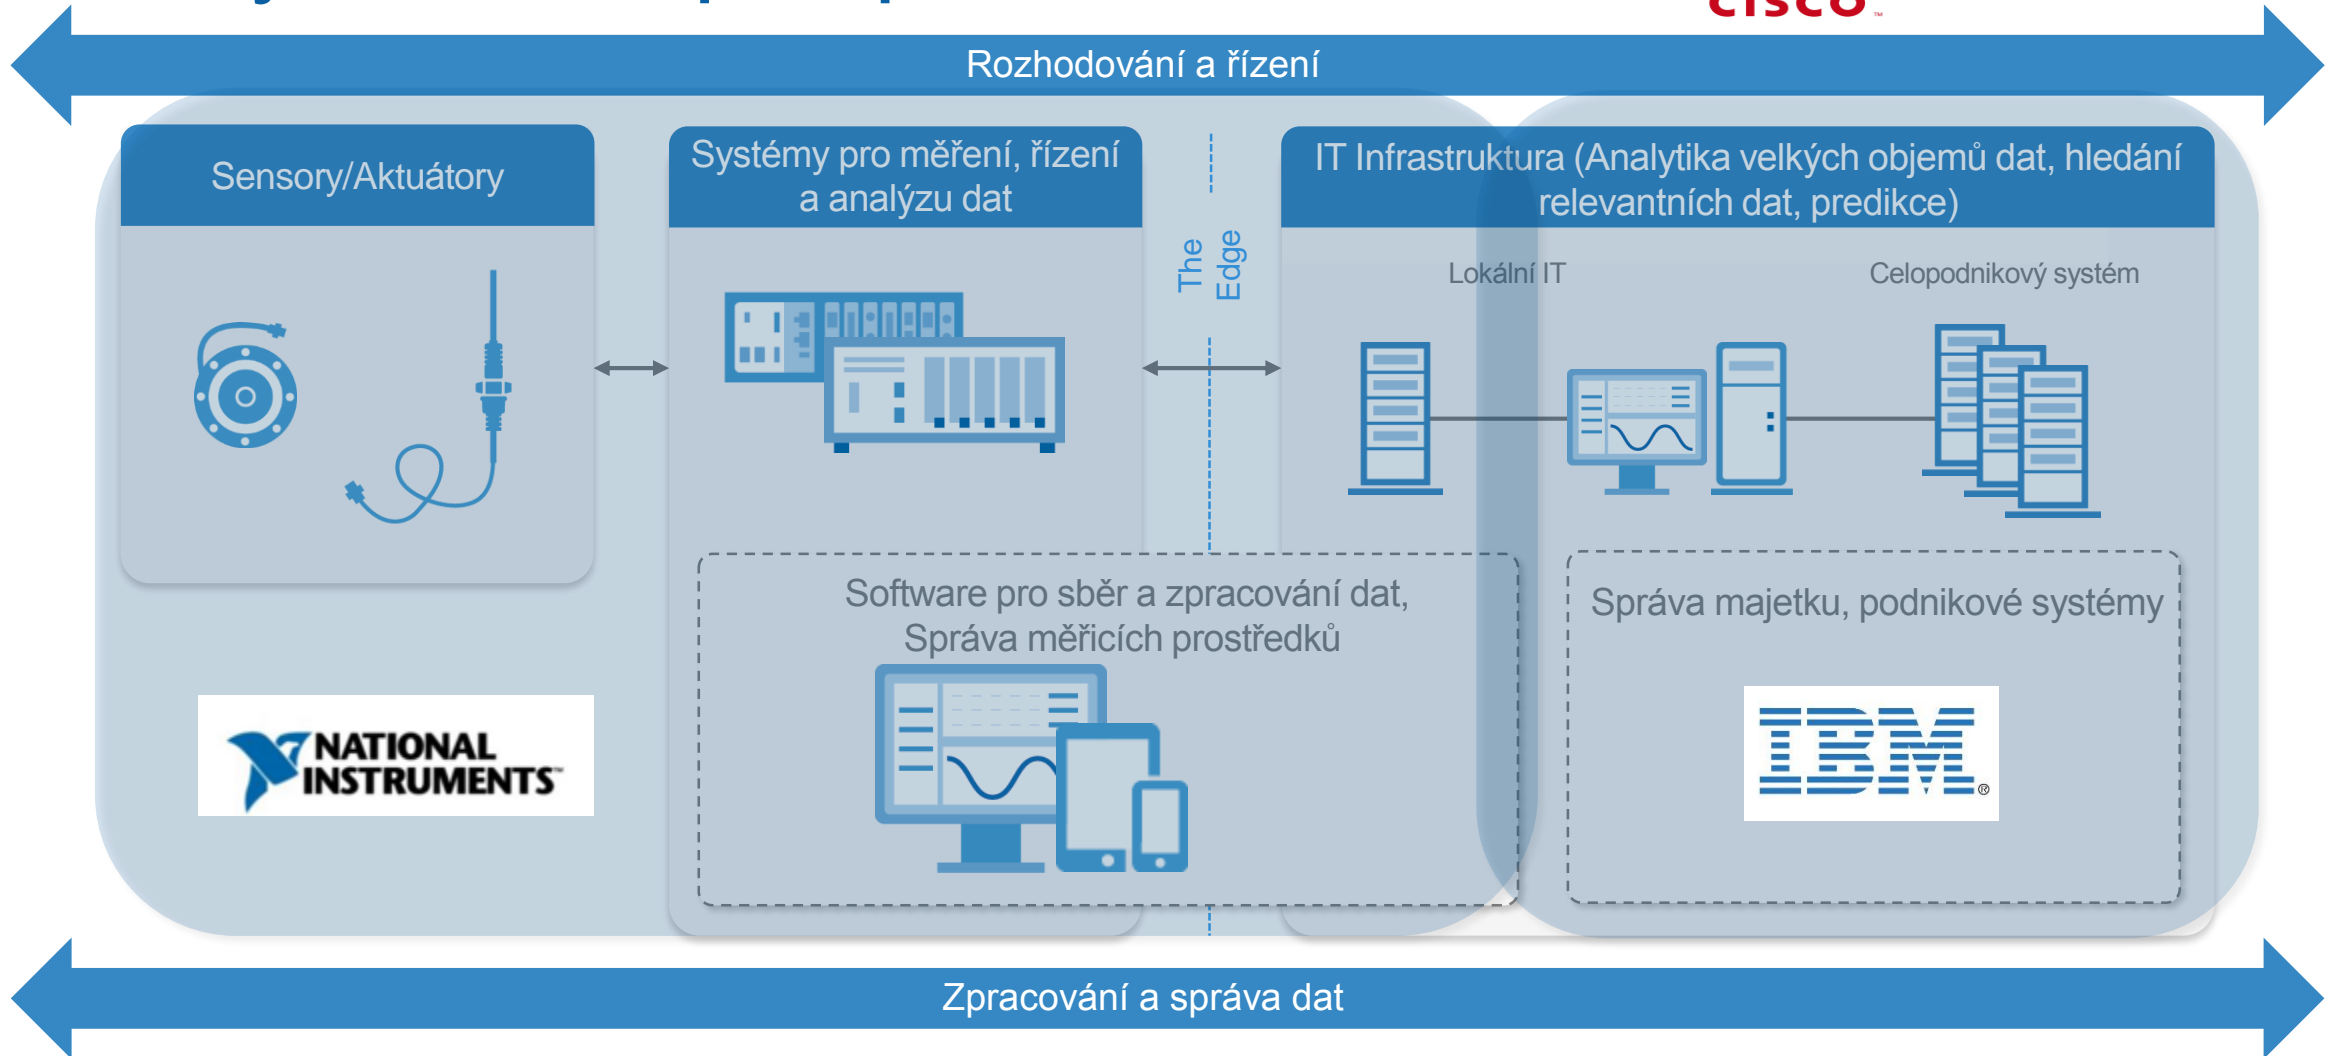 CISCO
Rozhodování a řízení
Sensory/Aktuátory
Systémy pro měření, řízení
a analýzu dat
The
Edge
IT Infrastruktura (Analytika velkých objemů dat, hledání
relevantních dat, predikce)
Lokální IT
Celopodnikový systém
Software pro sběr a zpracování dat,
Správa měřicích prostředků
Správa majetku, podnikové systémy
NATIONAL
INSTRUMENTS™
IBM®
Zpracování a správa dat